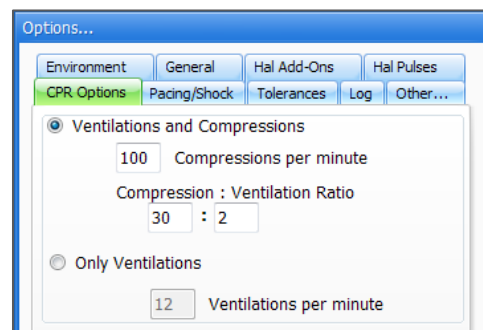 Options...
Environment General Hal Add-Ons Hal Pulses
CPR Options Pacing/Shock Tolerances Log Other...
Ventilations and Compressions
100 Compressions per minute
Compression : Ventilation Ratio
30 : 2
Only Ventilations
12 Ventilations per minute